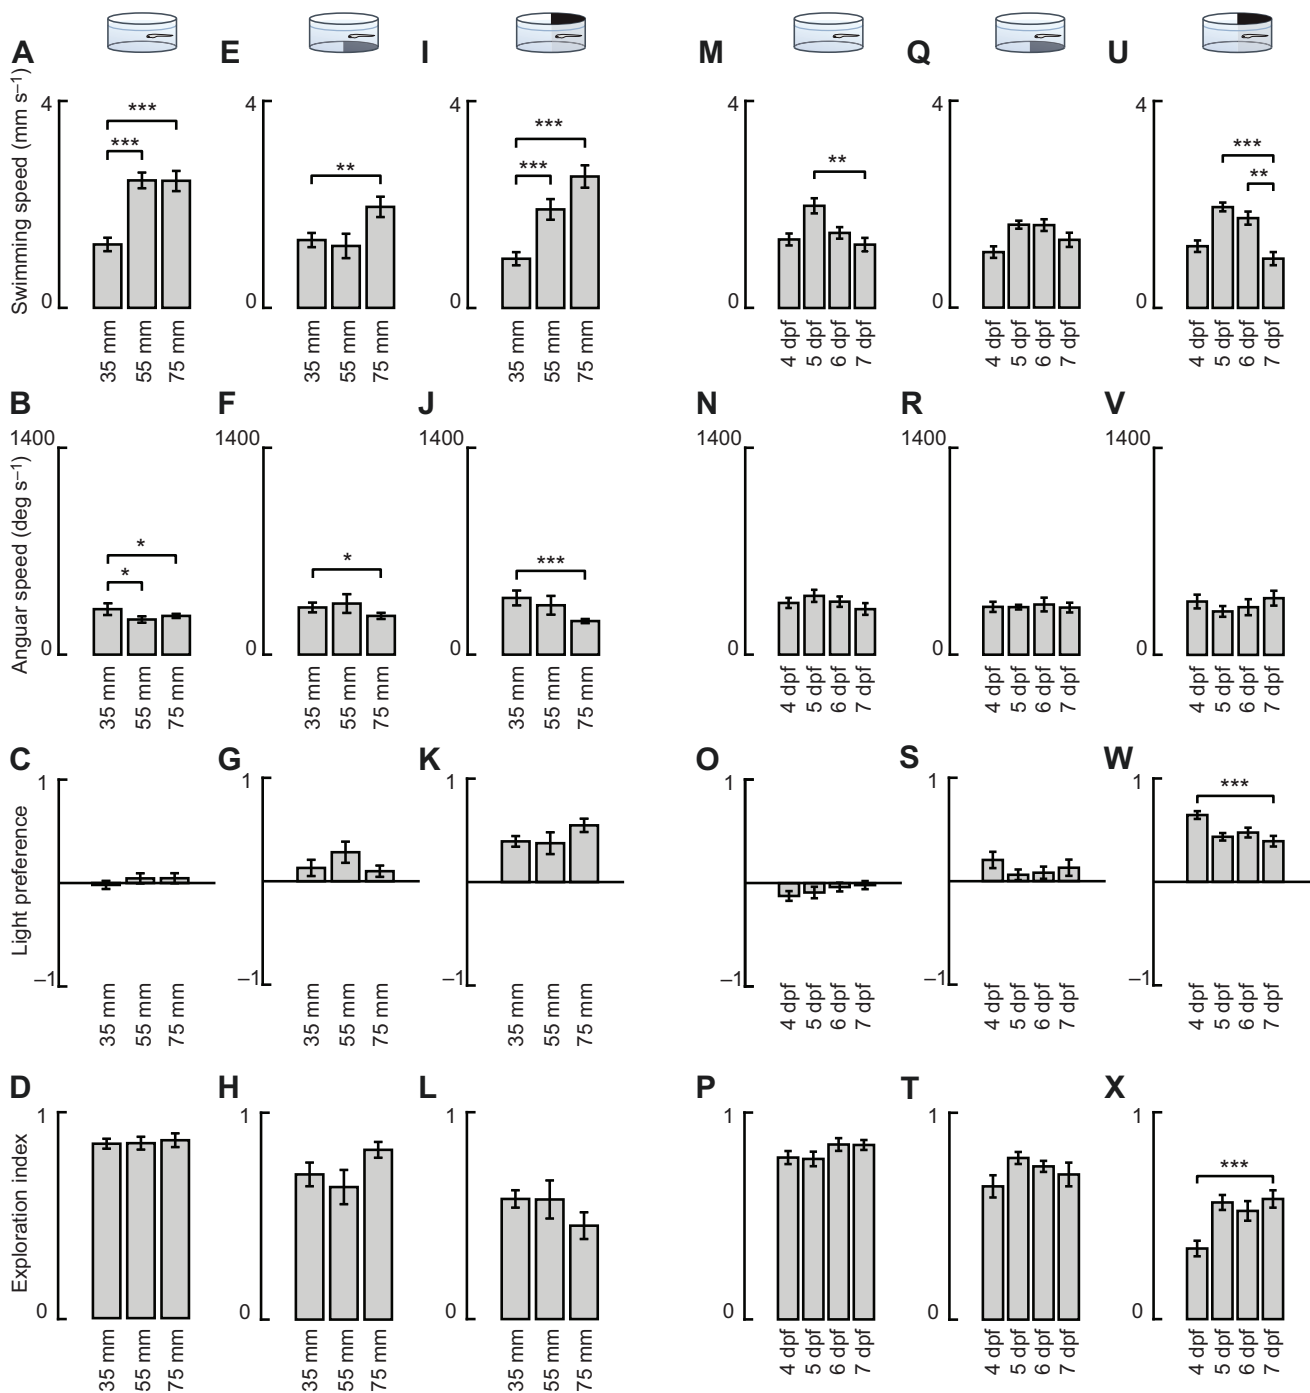 A E I M Q U
Swimming speed (mm s–1)
4 4 4 4 4 4
*** ** *** ** ***
*** *** **
0 0 0 0 0 0
35 mm 55 mm 75 mm 35 mm 55 mm 75 mm 35 mm 55 mm 75 mm 4 dpf 5 dpf 6 dpf 7 dpf 4 dpf 5 dpf 6 dpf 7 dpf 4 dpf 5 dpf 6 dpf 7 dpf
B F J N R V
Anguar speed (deg s–1)
1400 1400 1400 1400 1400 1400
* * ***
*
0 0 0 0 0 0
35 mm 55 mm 75 mm 35 mm 55 mm 75 mm 35 mm 55 mm 75 mm 4 dpf 5 dpf 6 dpf 7 dpf 4 dpf 5 dpf 6 dpf 7 dpf 4 dpf 5 dpf 6 dpf 7 dpf
C G K O S W
Light preference
1 1 1 1 1 1
***
–1 –1 –1 –1 –1 –1
35 mm 55 mm 75 mm 35 mm 55 mm 75 mm 35 mm 55 mm 75 mm 4 dpf 5 dpf 6 dpf 7 dpf 4 dpf 5 dpf 6 dpf 7 dpf 4 dpf 5 dpf 6 dpf 7 dpf
D H L P T X
Exploration index
1 1 1 1 1 1
***
0 0 0 0 0 0
35 mm 55 mm 75 mm 35 mm 55 mm 75 mm 35 mm 55 mm 75 mm 4 dpf 5 dpf 6 dpf 7 dpf 4 dpf 5 dpf 6 dpf 7 dpf 4 dpf 5 dpf 6 dpf 7 dpf